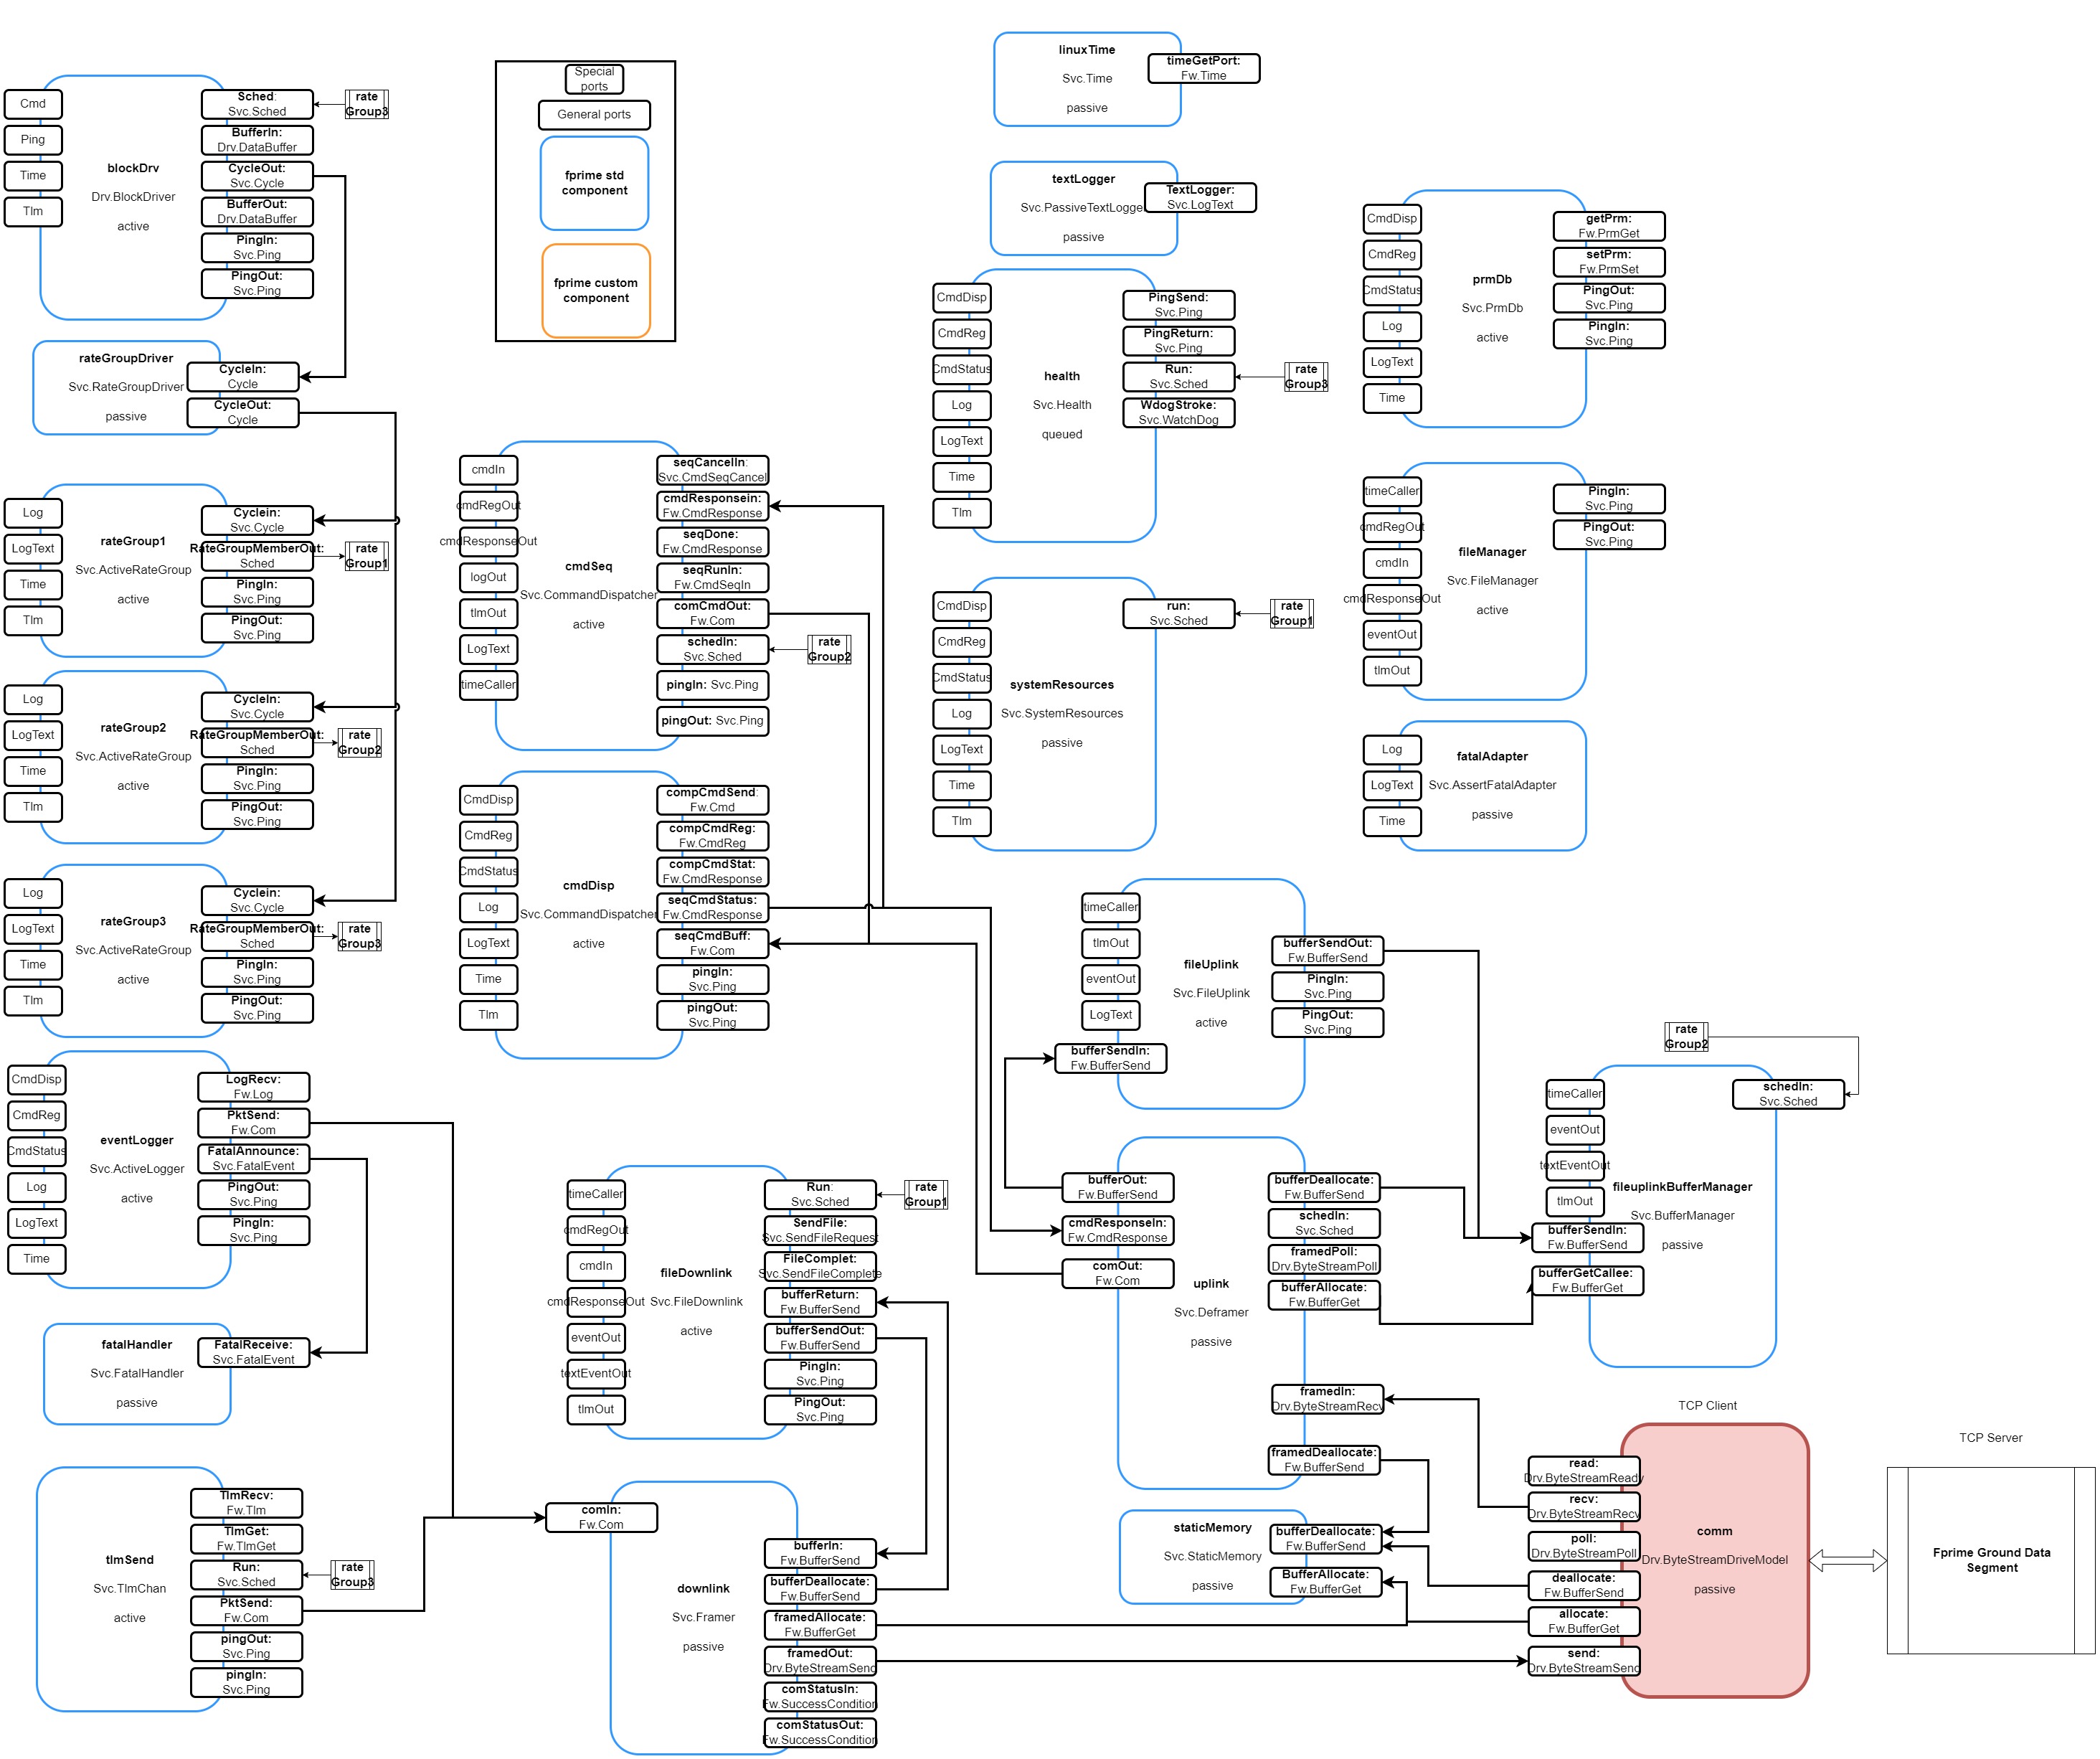 Cmd
Ping
Time
Tlm
blockDrv
Drv.BlockDriver
active
Sched:
Svc.Sched
BufferIn:
Drv.DataBuffer
CycleOut:
Svc.Cycle
BufferOut:
Drv.DataBuffer
PingIn:
Svc.Ping
PingOut:
Svc.Ping
rate
Group3
rateGroupDriver
Svc.RateGroupDriver
passive
CycleIn:
Cycle
CycleOut:
Cycle
Log
LogText
Time
Tlm
rateGroup1
Svc.ActiveRateGroup
active
Cyclein:
Svc.Cycle
RateGroupMemberOut:
Sched
PingIn:
Svc.Ping
PingOut:
Svc.Ping
rate
Group1
Log
LogText
Time
Tlm
rateGroup2
Svc.ActiveRateGroup
active
CycleIn:
Svc.Cycle
RateGroupMemberOut:
Sched
PingIn:
Svc.Ping
PingOut:
Svc.Ping
rate
Group2
Log
LogText
Time
Tlm
rateGroup3
Svc.ActiveRateGroup
active
Cyclein:
Svc.Cycle
RateGroupMemberOut:
Sched
PingIn:
Svc.Ping
PingOut:
Svc.Ping
rate
Group3
CmdDisp
CmdReg
CmdStatus
Log
LogText
Time
eventLogger
Svc.ActiveLogger
active
LogRecv:
Fw.Log
PktSend:
Fw.Com
FatalAnnounce:
Svc.FatalEvent
PingOut:
Svc.Ping
PingIn:
Svc.Ping
fatalHandler
Svc.FatalHandler
passive
FatalReceive:
Svc.FatalEvent
tlmSend
Svc.TlmChan
active
TlmRecv:
Fw.Tlm
TlmGet:
Fw.TlmGet
Run:
Svc.Sched
PktSend:
Fw.Com
pingOut:
Svc.Ping
pingIn:
Svc.Ping
rate
Group3
Special
ports
General ports
fprime std
component
fprime custom
component
cmdIn
cmdRegOut
cmdResponseOut
logOut
tlmOut
LogText
timeCaller
cmdSeq
Svc.CommandDispatcher
active
seqCancelIn:
Svc.CmdSeqCancel
cmdResponsein:
Fw.CmdResponse
seqDone:
Fw.CmdResponse
seqRunIn:
Fw.CmdSeqIn
comCmdOut:
Fw.Com
schedIn:
Svc.Sched
pingIn: Svc.Ping
pingOut: Svc.Ping
rate
Group2
CmdDisp
CmdReg
CmdStatus
Log
LogText
Time
Tlm
cmdDisp
Svc.CommandDispatcher
active
compCmdSend:
Fw.Cmd
compCmdReg:
Fw.CmdReg
compCmdStat:
Fw.CmdResponse
seqCmdStatus:
Fw.CmdResponse
seqCmdBuff:
Fw.Com
pingIn:
Svc.Ping
pingOut:
Svc.Ping
timeCaller
cmdRegOut
cmdIn
cmdResponseOut
eventOut
textEventOut
tlmOut
fileDownlink
Svc.FileDownlink
active
Run:
Svc.Sched
SendFile:
Svc.SendFileRequest
FileComplet:
Svc.SendFileComplete
bufferReturn:
Fw.BufferSend
bufferSendOut:
Fw.BufferSend
PingIn:
Svc.Ping
PingOut:
Svc.Ping
rate
Group1
comIn:
Fw.Com
downlink
Svc.Framer
passive
bufferIn:
Fw.BufferSend
bufferDeallocate:
Fw.BufferSend
framedAllocate:
Fw.BufferGet
framedOut:
Drv.ByteStreamSend
comStatusIn:
Fw.SuccessCondition
comStatusOut:
Fw.SuccessCondition
linuxTime
Svc.Time
passive
timeGetPort:
Fw.Time
textLogger
Svc.PassiveTextLogger
passive
TextLogger:
Svc.LogText
CmdDisp
CmdReg
CmdStatus
Log
LogText
Time
Tlm
health
Svc.Health
queued
PingSend:
Svc.Ping
PingReturn:
Svc.Ping
Run:
Svc.Sched
WdogStroke:
Svc.WatchDog
rate
Group3
CmdDisp
CmdReg
CmdStatus
Log
LogText
Time
Tlm
systemResources
Svc.SystemResources
passive
run:
Svc.Sched
rate
Group1
CmdDisp
CmdReg
CmdStatus
Log
LogText
Time
prmDb
Svc.PrmDb
active
getPrm:
Fw.PrmGet
setPrm:
Fw.PrmSet
PingOut:
Svc.Ping
PingIn:
Svc.Ping
timeCaller
cmdRegOut
cmdIn
cmdResponseOut
eventOut
tlmOut
fileManager
Svc.FileManager
active
PingIn:
Svc.Ping
PingOut:
Svc.Ping
Log
LogText
Time
fatalAdapter
Svc.AssertFatalAdapter
passive
timeCaller
tlmOut
eventOut
LogText
bufferSendIn:
Fw.BufferSend
fileUplink
Svc.FileUplink
active
bufferSendOut:
Fw.BufferSend
PingIn:
Svc.Ping
PingOut:
Svc.Ping
bufferOut:
Fw.BufferSend
cmdResponseIn:
Fw.CmdResponse
comOut:
Fw.Com
uplink
Svc.Deframer
passive
bufferDeallocate:
Fw.BufferSend
schedIn:
Svc.Sched
framedPoll:
Drv.ByteStreamPoll
bufferAllocate:
Fw.BufferGet
framedIn:
Drv.ByteStreamRecv
framedDeallocate:
Fw.BufferSend
staticMemory
Svc.StaticMemory
passive
bufferDeallocate:
Fw.BufferSend
BufferAllocate:
Fw.BufferGet
rate
Group2
timeCaller
eventOut
textEventOut
tlmOut
bufferSendIn:
Fw.BufferSend
bufferGetCallee:
Fw.BufferGet
schedIn:
Svc.Sched
fileuplinkBufferManager
Svc.BufferManager
passive
TCP Client
read:
Drv.ByteStreamReady
recv:
Drv.ByteStreamRecv
poll:
Drv.ByteStreamPoll
deallocate:
Fw.BufferSend
allocate:
Fw.BufferGet
send:
Drv.ByteStreamSend
comm
Drv.ByteStreamDriveModel
passive
TCP Server
Fprime Ground Data
Segment